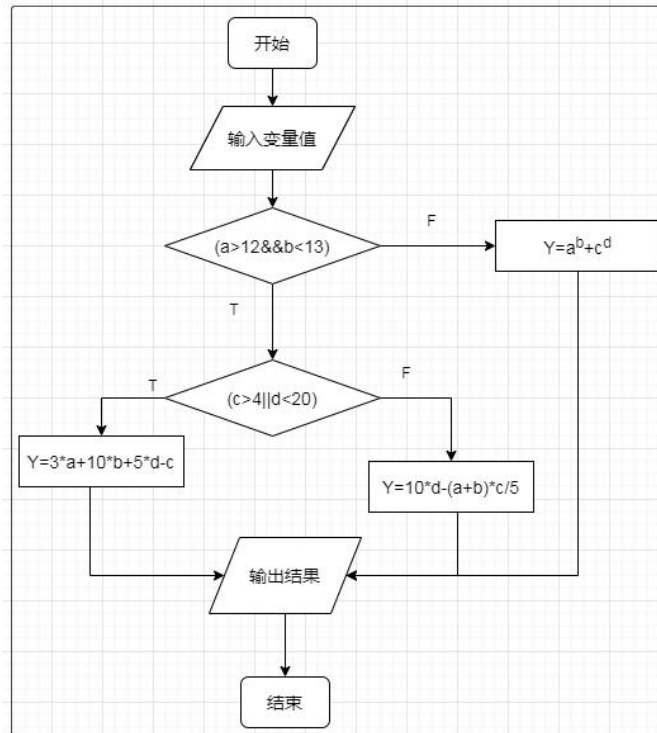 开始
输入变量值
(a>12&&b<13)
F
Y=a^b+c^d
T
(c>4||d<20)
T
F
Y=3*a+10*b+5*d-c
Y=10*d-(a+b)*c/5
输出结果
结束